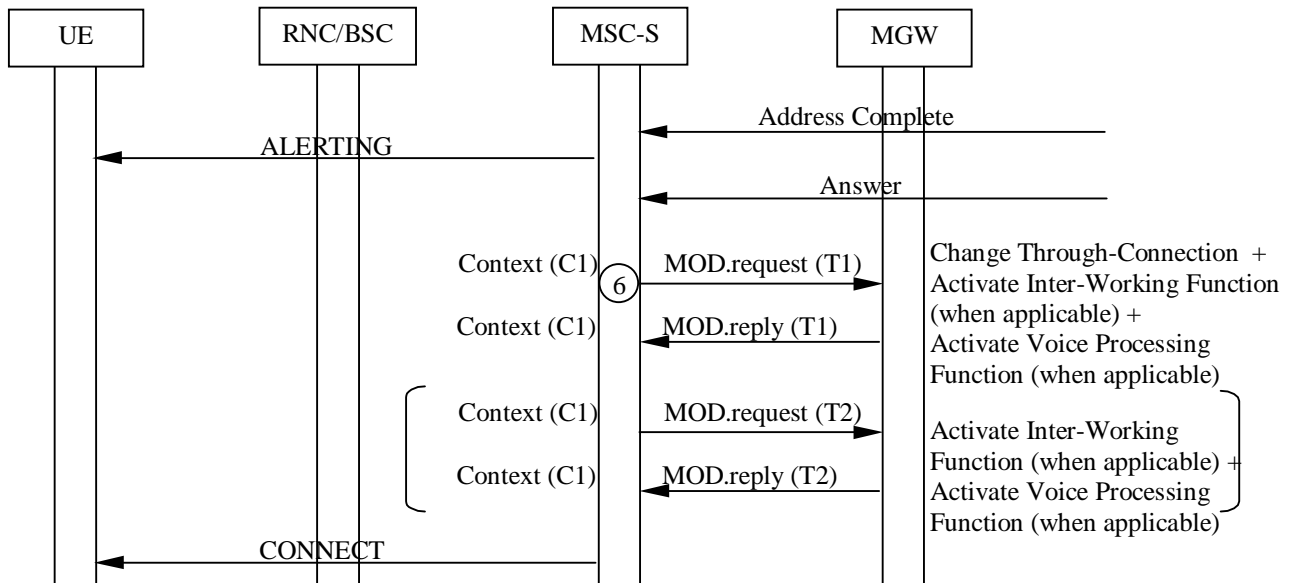 UE
RNC/BSC
MSC-S
MGW
Address Complete
ALERTING
Answer
Context (C1)
6
MOD.request (T1)
Change Through-Connection +
Activate Inter-Working Function
(when applicable) +
Activate Voice Processing
Function (when applicable)
Context (C1)
MOD.reply (T1)
Context (C1)
MOD.request (T2)
Activate Inter-Working
Function (when applicable) +
Activate Voice Processing
Function (when applicable)
Context (C1)
MOD.reply (T2)
CONNECT